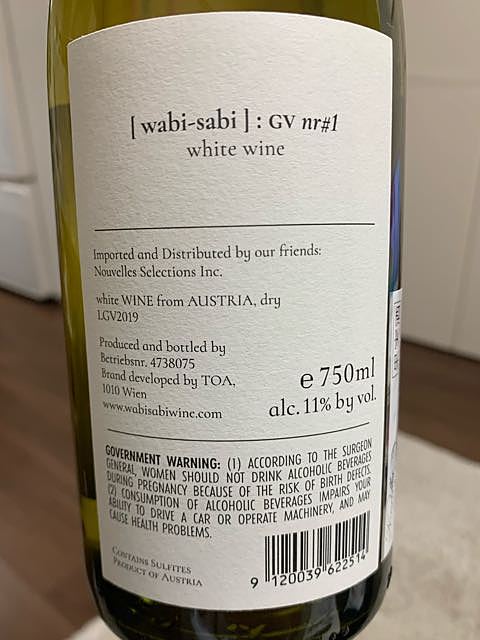 [ wabi-sabi ] : GV nr#1
white wine
Imported and Distributed by our friends:
Nouvelles Selections Inc.
white WINE from AUSTRIA, dry
LGV2019
Produced and bottled by
Betriebsnr. 4738075
Brand developed by TOA,
1010 Wien
www.wabisabiwine.com
e 750ml
alc. 11% by vol.
GOVERNMENT WARNING: (1) ACCORDING TO THE SURGEON
GENERAL, WOMEN SHOULD NOT DRINK ALCOHOLIC BEVERAGES
DURING PREGNANCY BECAUSE OF THE RISK OF BIRTH DEFECTS.
(2) CONSUMPTION OF ALCOHOLIC BEVERAGES IMPAIRS YOUR
ABILITY TO DRIVE A CAR OR OPERATE MACHINERY, AND MAY
CAUSE HEALTH PROBLEMS.
CONTAINS SULFITES
PRODUCT OF AUSTRIA
9 120039 622514